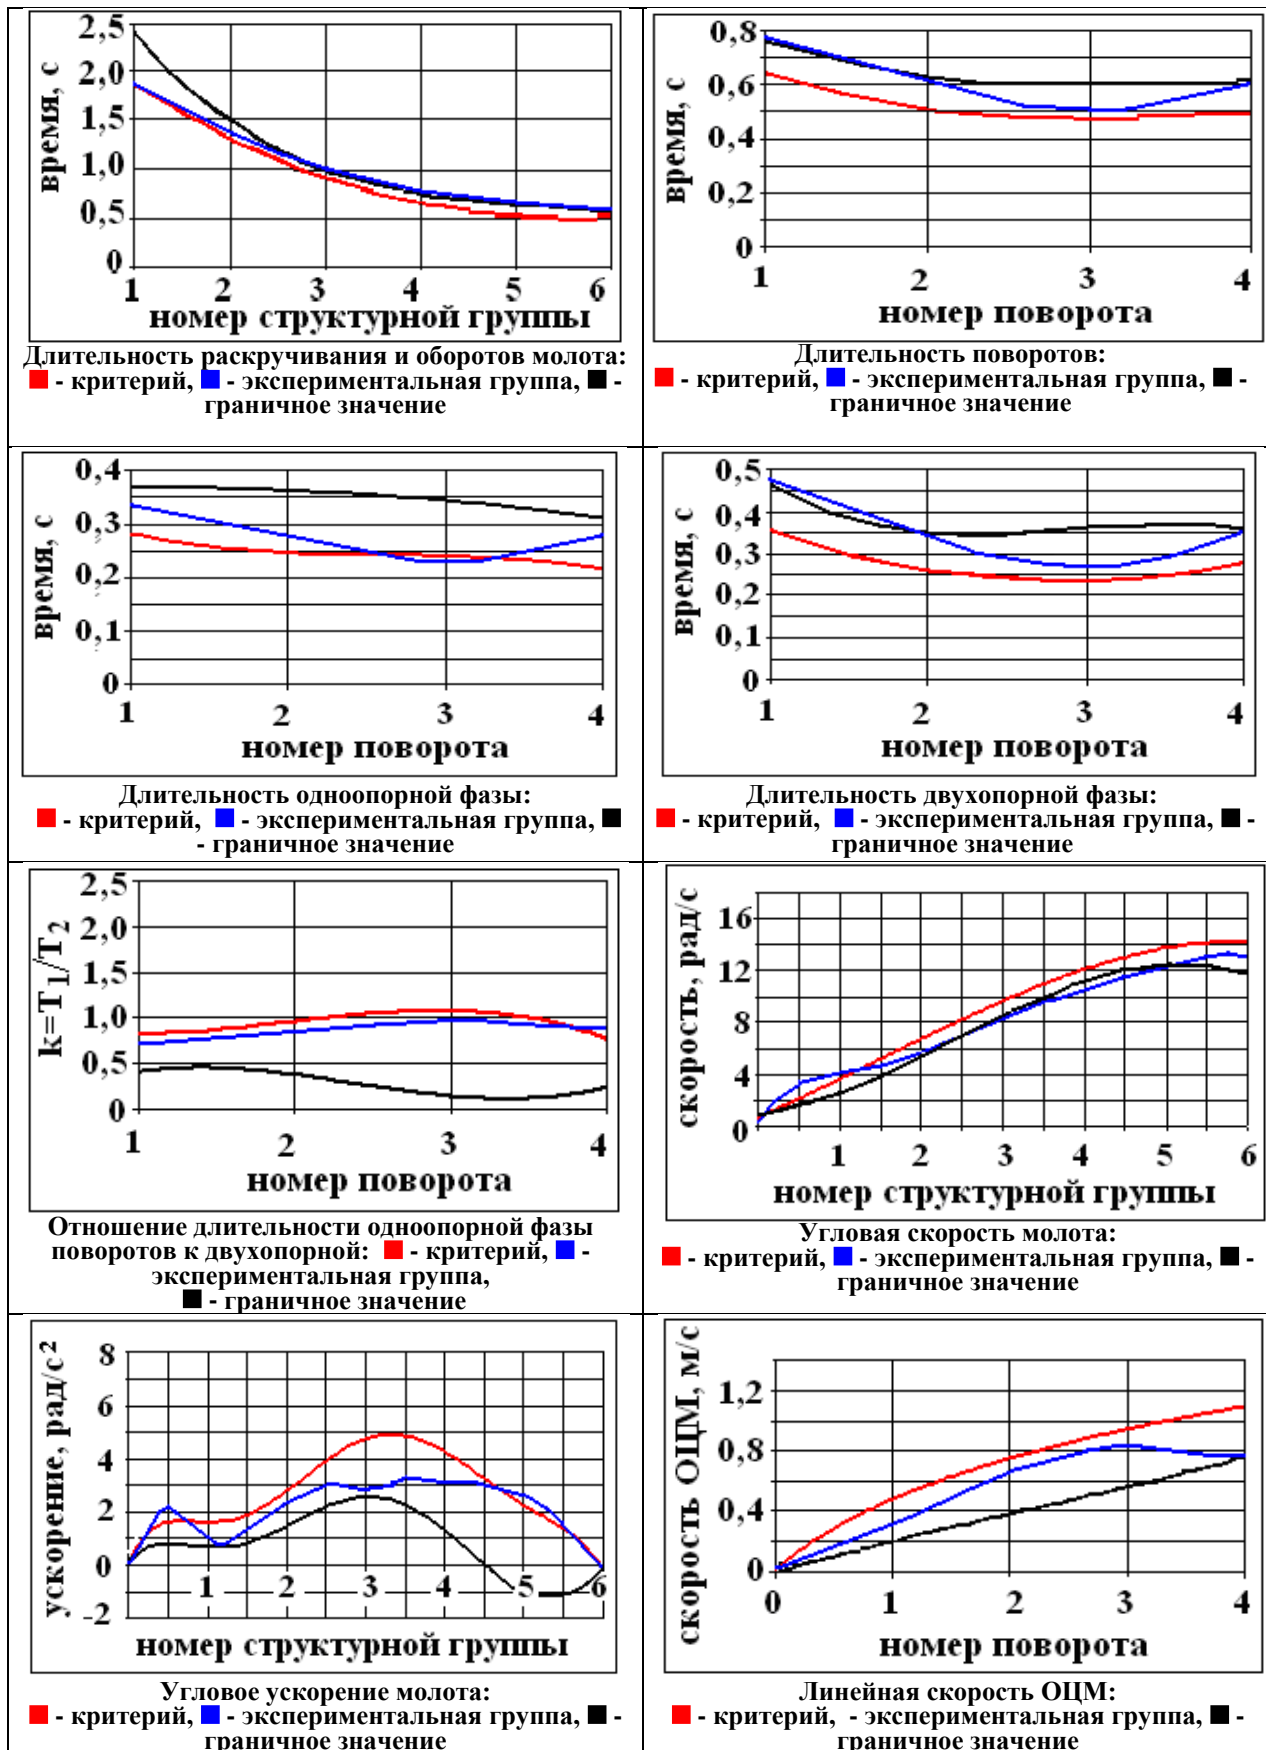 2,5
2,0
1,5
1,0
0,5
0
время, с
1 2 3 4 5 6
номер структурной группы
Длительность раскручивания и оборотов молота:
- критерий, - экспериментальная группа, -
граничное значение
0,8
0,6
0,4
0,2
0
время, с
1 2 3 4
номер поворота
Длительность поворотов:
- критерий, - экспериментальная группа, -
граничное значение
0,4
0,3
0,2
0,1
0
время, с
1 2 3 4
номер поворота
Длительность одноопорной фазы:
- критерий, - экспериментальная группа,
- граничное значение
0,5
0,4
0,3
0,2
0,1
0
время, с
1 2 3 4
номер поворота
Длительность двухопорной фазы:
- критерий, - экспериментальная группа, -
граничное значение
2,5
2,0
1,5
1,0
0,5
0
k=T1/T2
1 2 3 4
номер поворота
Отношение длительности одноопорной фазы
поворотов к двухопорной: - критерий, -
экспериментальная группа,
- граничное значение
16
12
8
4
0
скорость, рад/с
1 2 3 4 5 6
номер структурной группы
Угловая скорость молота:
- критерий, - экспериментальная группа, -
граничное значение
8
6
4
2
0
-2
ускорение, рад/с²
1 2 3 4 5 6
номер структурной группы
Угловое ускорение молота:
- критерий, - экспериментальная группа, -
граничное значение
1,2
0,8
0,4
0
скорость ОЦМ, м/с
0 1 2 3 4
номер поворота
Линейная скорость ОЦМ:
- критерий, - экспериментальная группа, -
граничное значение